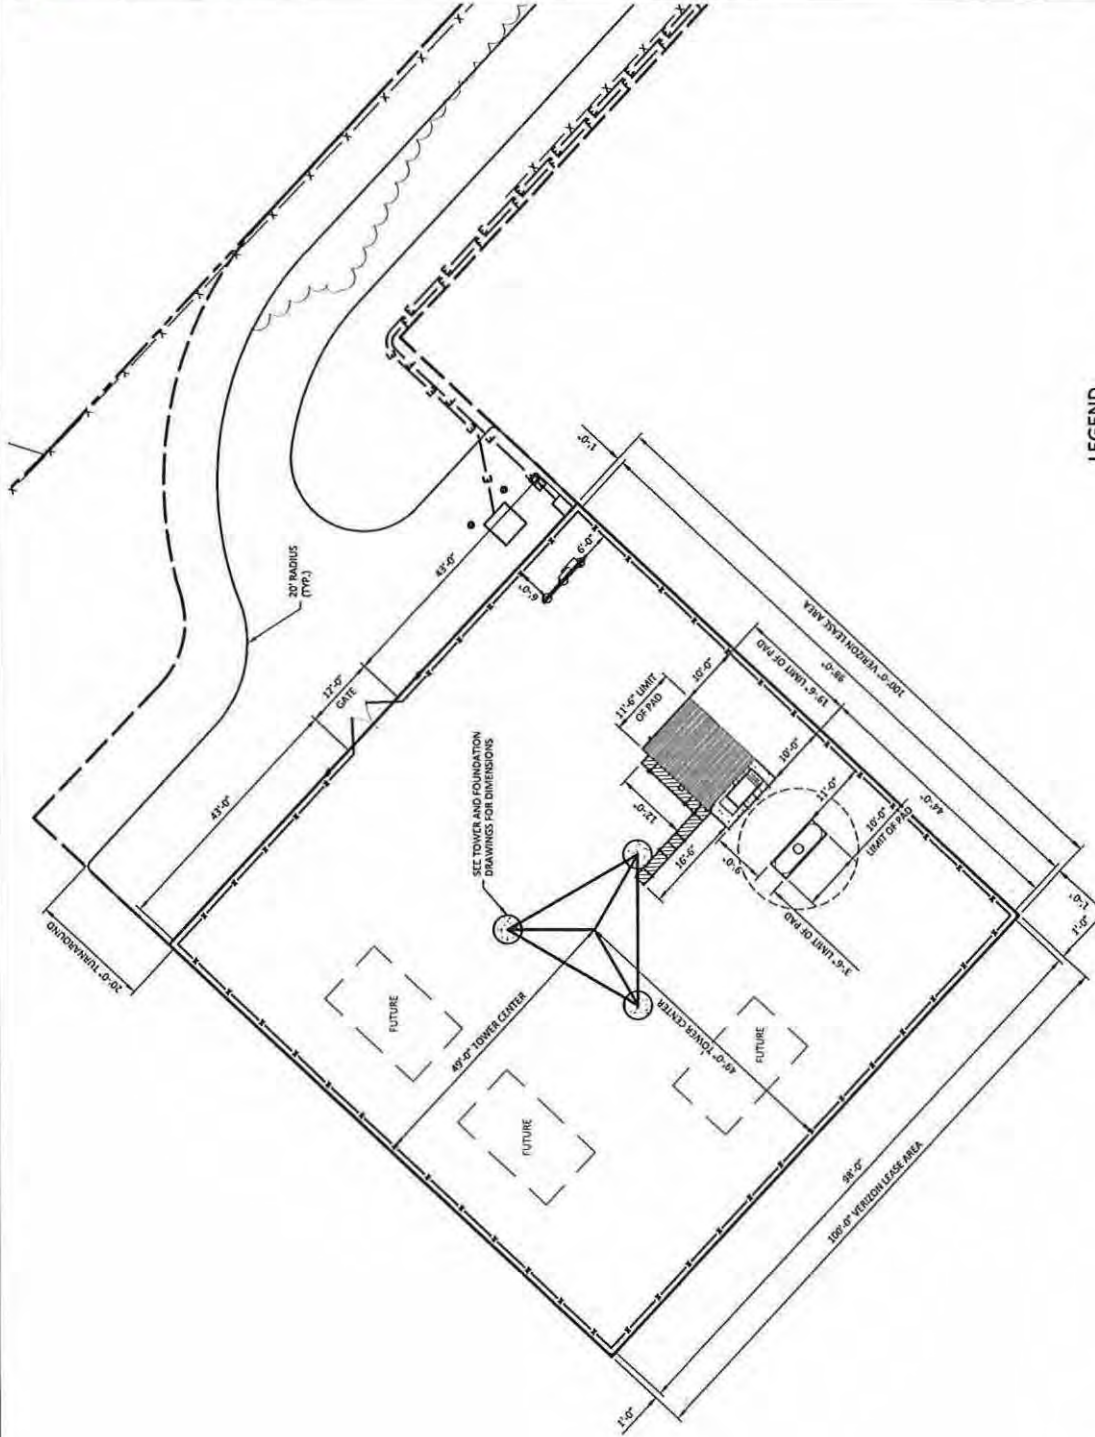 20' RADIUS
(TYP.)
1'-0"
43'-0"
6'-0"
6'-0"
12'-0"
GATE
100'-0" VERIZON LEASE AREA
98'-0"
19'-6" LIMIT OF PAD
10'-0"
11'-6" LIMIT
OF PAD
43'-0"
SEE TOWER AND FOUNDATION
DRAWINGS FOR DIMENSIONS
12'-0"
10'-0"
11'-0"
10'-0"
LIMIT OF PAD
44'-0"
16'-6"
9'-0"
3'-6" LIMIT OF PAD
1'-0"
1'-0"
20'-0" TURNAROUND
FUTURE
49'-0" TOWER CENTER
49'-0" TOWER CENTER
FUTURE
FUTURE
98'-0"
100'-0" VERIZON LEASE AREA
1'-0"
LEGEND